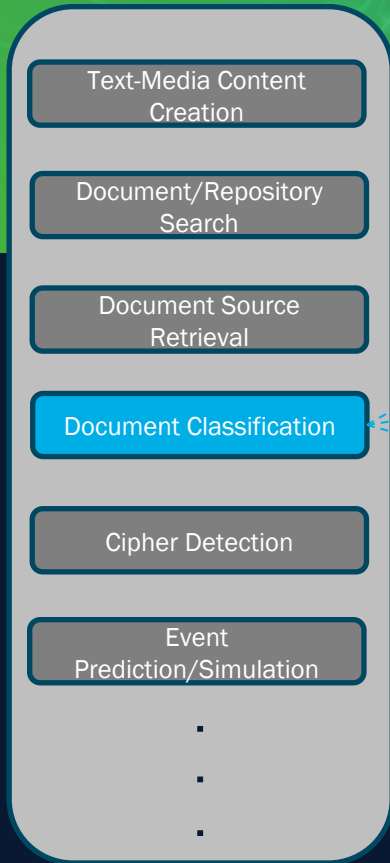 Text-Media Content
Creation
Document/Repository
Search
Document Source
Retrieval
Document Classification
Cipher Detection
Event
Prediction/Simulation
.
.
.